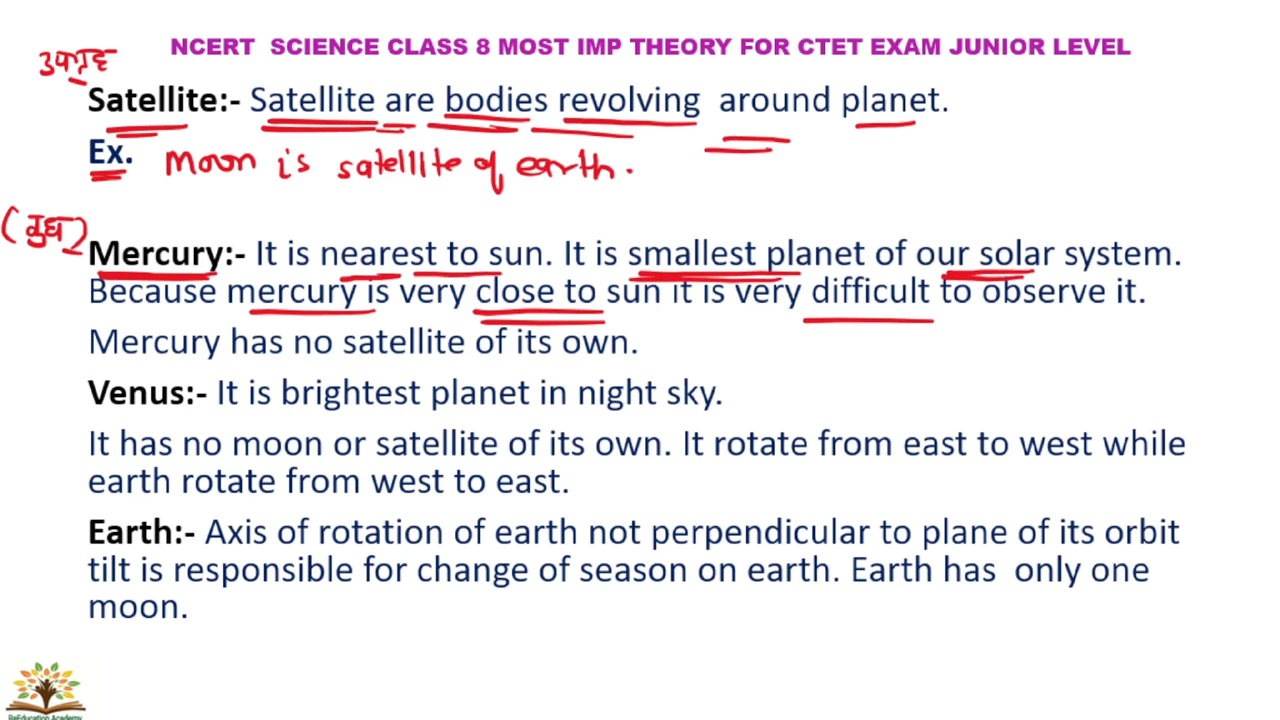 NCERT SCIENCE CLASS 8 MOST IMP THEORY FOR CTET EXAM JUNIOR LEVEL
उपग्रह
Satellite:- Satellite are bodies revolving around planet.
Ex. Moon is satellite of earth.
(बुध)
Mercury:- It is nearest to sun. It is smallest planet of our solar system.
Because mercury is very close to sun it is very difficult to observe it.
Mercury has no satellite of its own.
Venus:- It is brightest planet in night sky.
It has no moon or satellite of its own. It rotate from east to west while
earth rotate from west to east.
Earth:- Axis of rotation of earth not perpendicular to plane of its orbit
tilt is responsible for change of season on earth. Earth has only one
moon.
BeEducation Academy